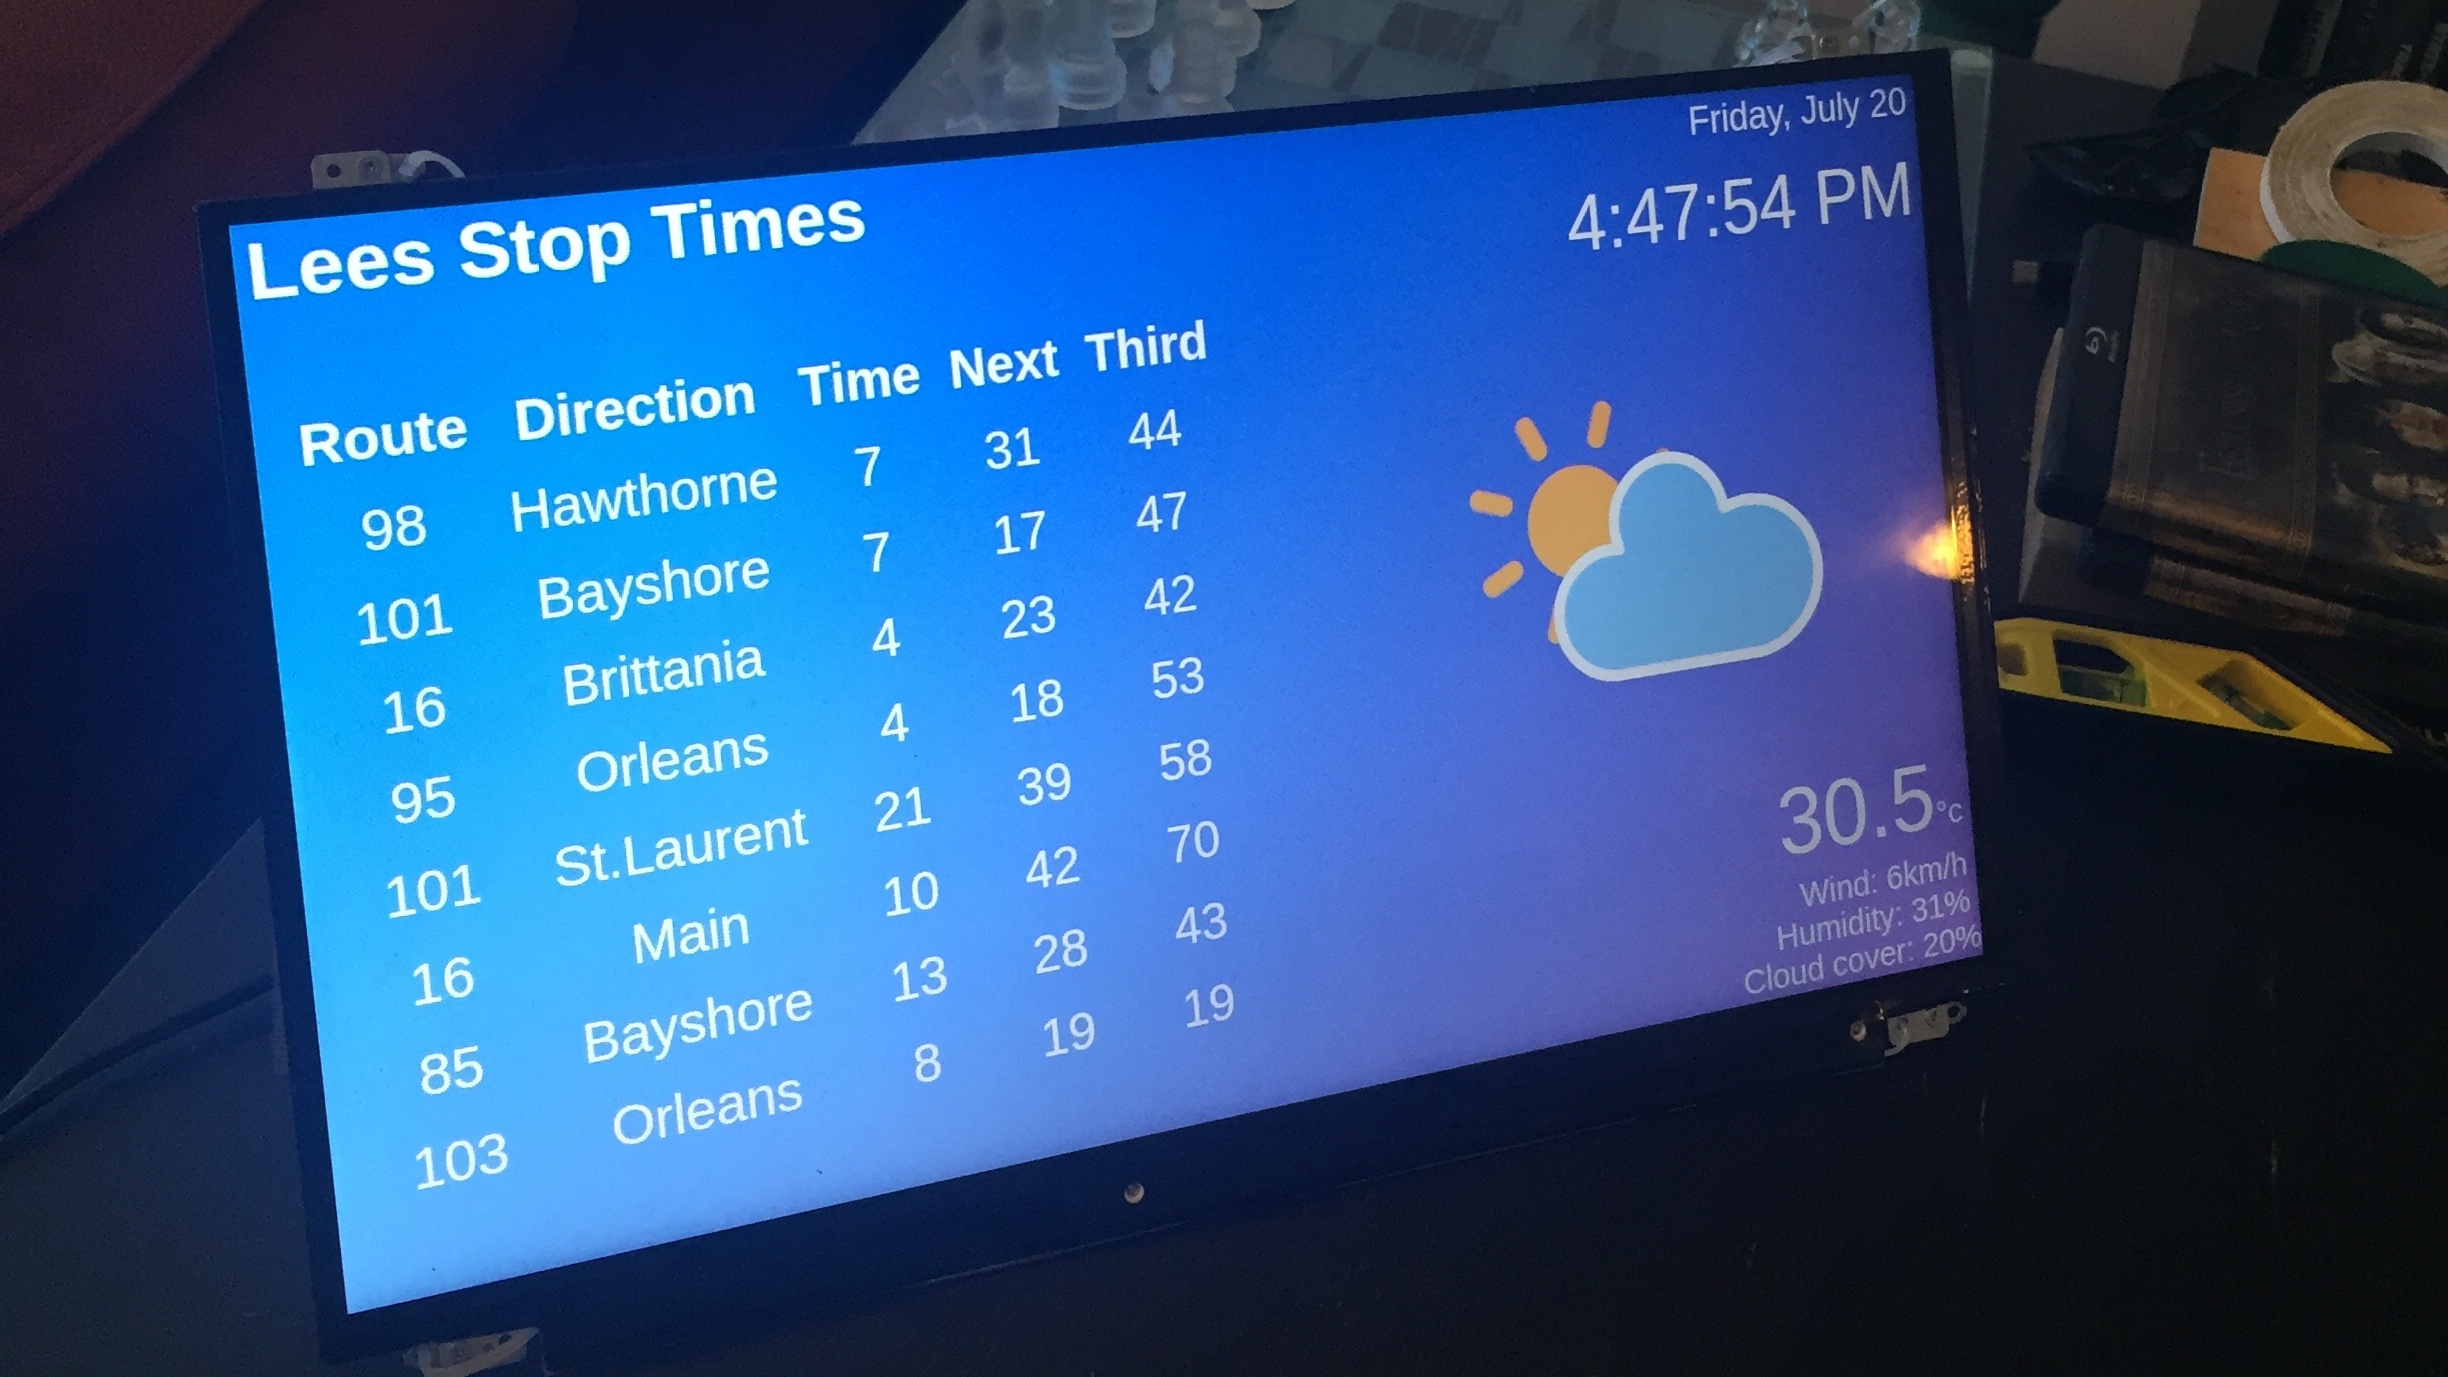 Friday, July 20
Lees Stop Times
4:47:54 PM
Route Direction Time Next Third
98 Hawthorne 7 31 44
101 Bayshore 7 17 47
16 Brittania 4 23 42
95 Orleans 4 18 53
101 St.Laurent 21 39 58
16 Main 10 42 70
85 Bayshore 13 28 43
103 Orleans 8 19 19
30.5°C
Wind: 6km/h
Humidity: 31%
Cloud cover: 20%